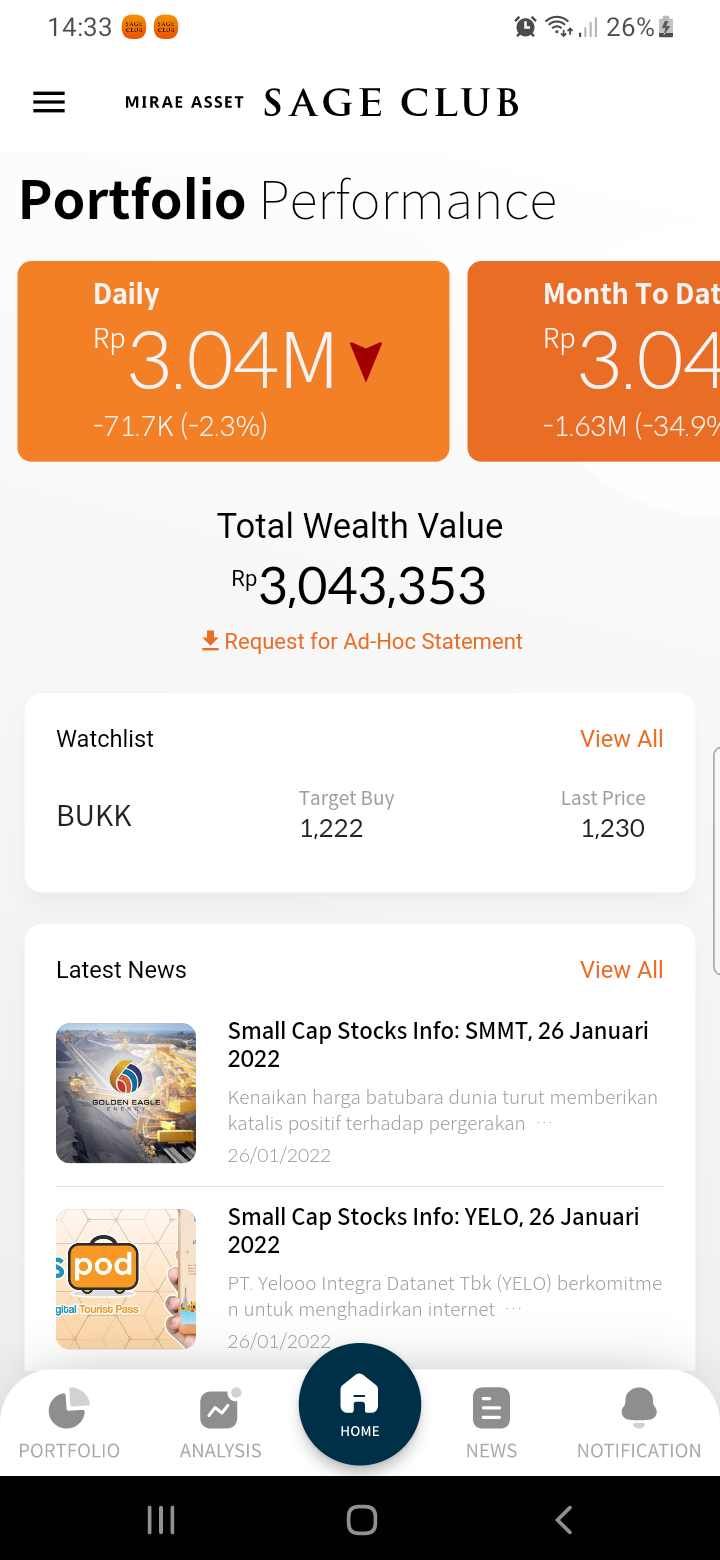 14:33 SAGE CLUB SAGE CLUB 26%
MIRAE ASSET SAGE CLUB
Portfolio Performance
Daily
Rp 3.04M
-71.7K (-2.3%)
Month To Dat
Rp 3.04
-1.63M (-34.9%
Total Wealth Value
Rp 3,043,353
Request for Ad-Hoc Statement
Watchlist View All
BUKK
Target Buy
1,222
Last Price
1,230
Latest News View All
GOLDEN EAGLE
ENERGY
Small Cap Stocks Info: SMMT, 26 Januari
2022
Kenaikan harga batubara dunia turut memberikan
katalis positif terhadap pergerakan ...
26/01/2022
s pod
gital Tourist Pass
Small Cap Stocks Info: YELO, 26 Januari
2022
PT. Yelooo Integra Datanet Tbk (YELO) berkomitme
n untuk menghadirkan internet ...
26/01/2022
PORTFOLIO ANALYSIS HOME NEWS NOTIFICATION